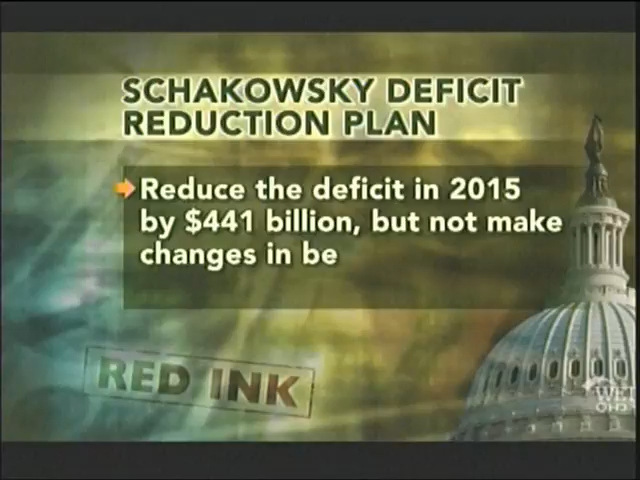 SCHAKOWSKY DEFICIT
REDUCTION PLAN
Reduce the deficit in 2015
by $441 billion, but not make
changes in be
RED INK